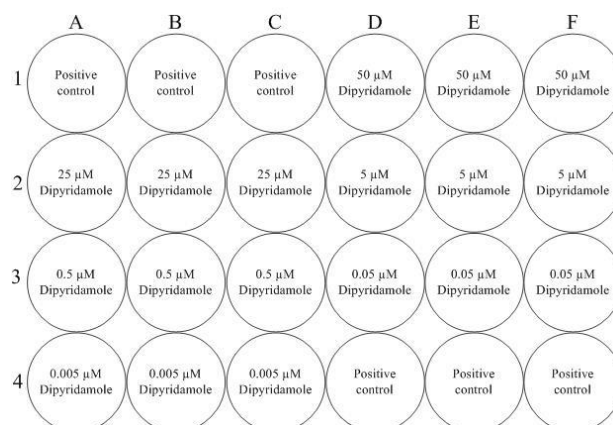 A B C D E F
1 Positive control Positive control Positive control 50 µM Dipyridamole 50 µM Dipyridamole 50 µM Dipyridamole
2 25 µM Dipyridamole 25 µM Dipyridamole 25 µM Dipyridamole 5 µM Dipyridamole 5 µM Dipyridamole 5 µM Dipyridamole
3 0.5 µM Dipyridamole 0.5 µM Dipyridamole 0.5 µM Dipyridamole 0.05 µM Dipyridamole 0.05 µM Dipyridamole 0.05 µM Dipyridamole
4 0.005 µM Dipyridamole 0.005 µM Dipyridamole 0.005 µM Dipyridamole Positive control Positive control Positive control